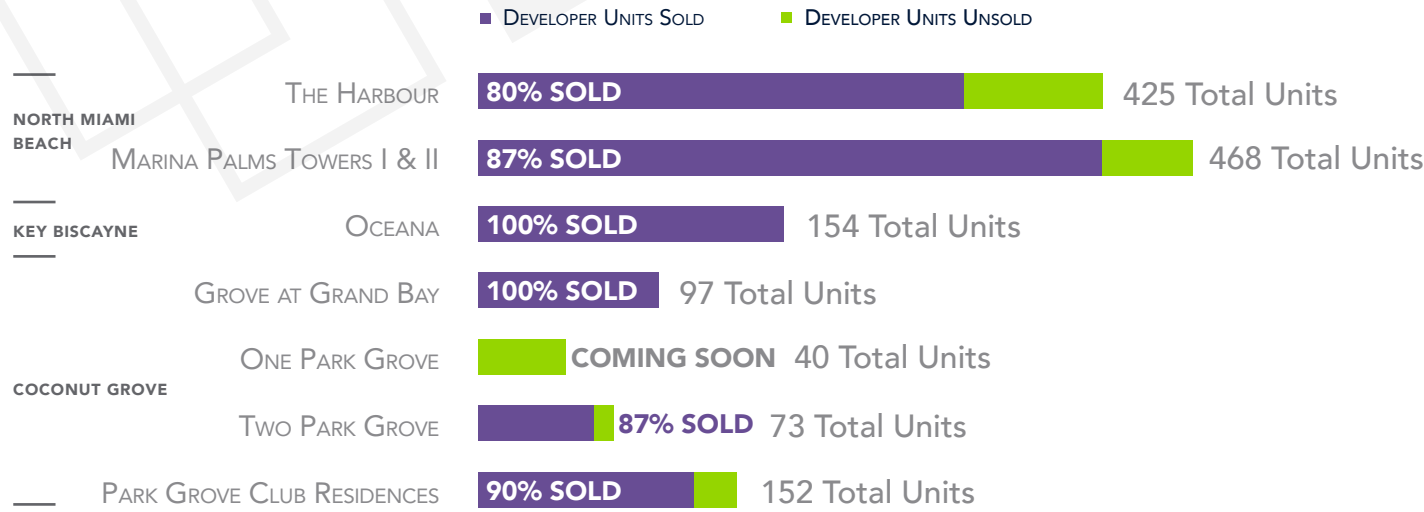 Developer Units Sold
Developer Units Unsold
NORTH MIAMI
BEACH
The Harbour
80% SOLD
425 Total Units
Marina Palms Towers I & II
87% SOLD
468 Total Units
KEY BISCAYNE
Oceana
100% SOLD
154 Total Units
COCONUT GROVE
Grove at Grand Bay
100% SOLD
97 Total Units
One Park Grove
COMING SOON
40 Total Units
Two Park Grove
87% SOLD
73 Total Units
Park Grove Club Residences
90% SOLD
152 Total Units